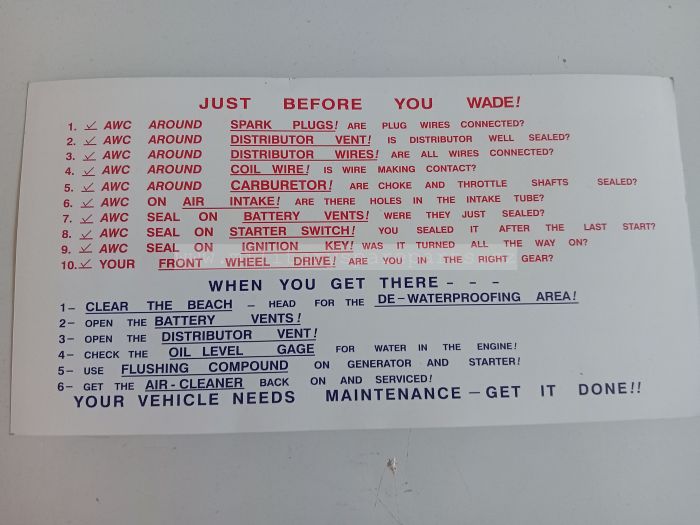 JUST BEFORE YOU WADE!
1. ✓ AWC AROUND SPARK PLUGS! ARE PLUG WIRES CONNECTED?
2. ✓ AWC AROUND DISTRIBUTOR VENT! IS DISTRIBUTOR WELL SEALED?
3. ✓ AWC AROUND DISTRIBUTOR WIRES! ARE ALL WIRES CONNECTED?
4. ✓ AWC AROUND COIL WIRE! IS WIRE MAKING CONTACT?
5. ✓ AWC AROUND CARBURETOR! ARE CHOKE AND THROTTLE SHAFTS SEALED?
6. ✓ AWC ON AIR INTAKE! ARE THERE HOLES IN THE INTAKE TUBE?
7. ✓ AWC SEAL ON BATTERY VENTS! WERE THEY JUST SEALED?
8. ✓ AWC SEAL ON STARTER SWITCH! YOU SEALED IT AFTER THE LAST START?
9. ✓ AWC SEAL ON IGNITION KEY! WAS IT TURNED ALL THE WAY ON?
10. ✓ YOUR FRONT WHEEL DRIVE! ARE YOU IN THE RIGHT GEAR?
WHEN YOU GET THERE - - -
1- CLEAR THE BEACH - HEAD FOR THE DE-WATERPROOFING AREA!
2- OPEN THE BATTERY VENTS!
3- OPEN THE DISTRIBUTOR VENT!
4- CHECK THE OIL LEVEL GAGE FOR WATER IN THE ENGINE!
5- USE FLUSHING COMPOUND ON GENERATOR AND STARTER!
6- GET THE AIR-CLEANER BACK ON AND SERVICED!
YOUR VEHICLE NEEDS MAINTENANCE - GET IT DONE!!